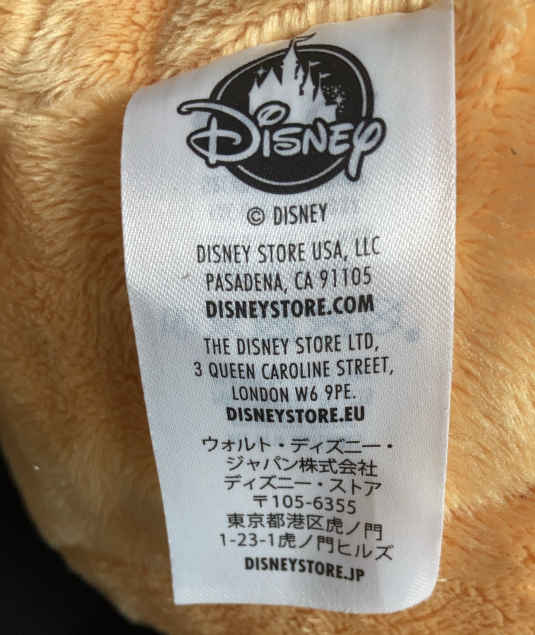 DISNEY
© DISNEY
DISNEY STORE USA, LLC
PASADENA, CA 91105
DISNEYSTORE.COM
THE DISNEY STORE LTD,
3 QUEEN CAROLINE STREET,
LONDON W6 9PE.
DISNEYSTORE.EU
ウォルト・ディズニー・
ジャパン株式会社
ディズニー・ストア
〒105-6355
東京都港区虎ノ門
1-23-1虎ノ門ヒルズ
DISNEYSTORE.JP